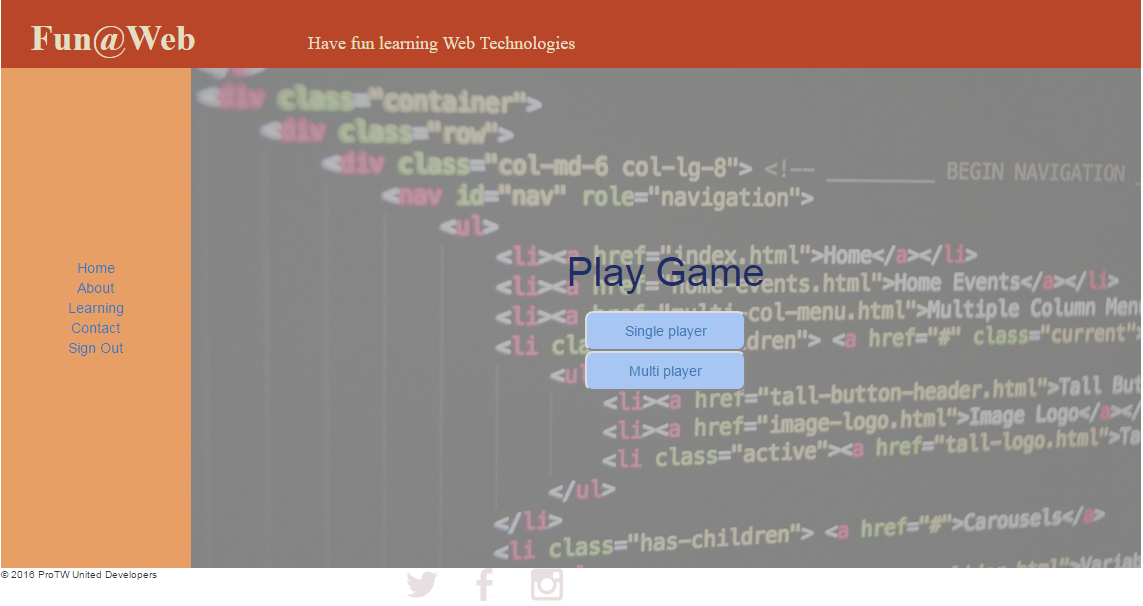 Fun@Web
Have fun learning Web Technologies
Home
About
Learning
Contact
Sign Out
<div class="container">
<div class="row">
<div class="col-md-6 col-lg-8"> <!-- BEGIN NAVIGATION
<nav id="nav" role="navigation">
<ul>
<li><a href="index.html">Home</a></li>
<li><a href="home-events.html">Home Events</a></li>
<li><a href="multi-col-menu.html">Multiple Column Men
<li <a href="#" class="current">
<ul>
<li><a href="tall-button-header.html">Tall But
<li><a href="image-logo.html">Image Logo</a></
<li class="active"><a href="tall-logo.html">Ta
</ul>
</li>
<li class="has-children"> <a href="#">Carousels</a>
Play Game
Single player
Multi player
© 2016 ProTW United Developers